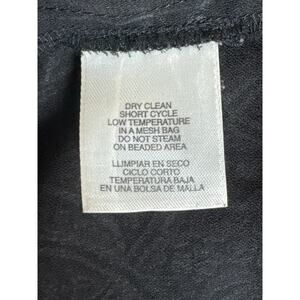 DRY CLEAN
SHORT CYCLE
LOW TEMPERATURE
IN A MESH BAG
DO NOT STEAM
ON BEADED AREA
LLIMPIAR EN SECO
CICLO CORTO
TEMPERATURA BAJA
EN UNA BOLSA DE MALLA